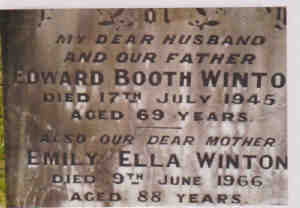 MY DEAR HUSBAND
AND OUR FATHER
EDWARD BOOTH WINTO
DIED 17TH JULY 1945
AGED 69 YEARS.
ALSO OUR DEAR MOTHER
EMILY ELLA WINTON
DIED 9TH JUNE 1966
AGED 88 YEARS.